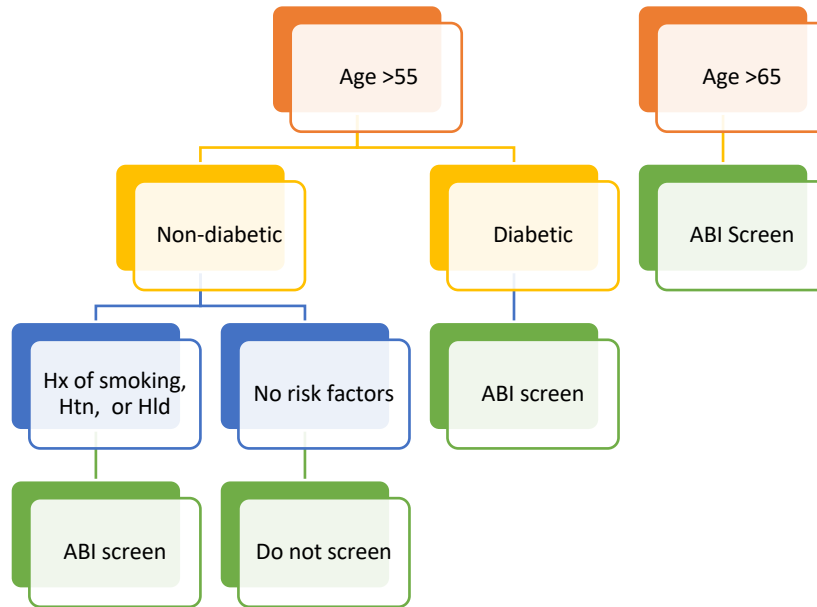 Age >55
Age >65
Non-diabetic
Diabetic
ABI Screen
Hx of smoking,
Htn,  or Hld
No risk factors
ABI screen
ABI screen
Do not screen